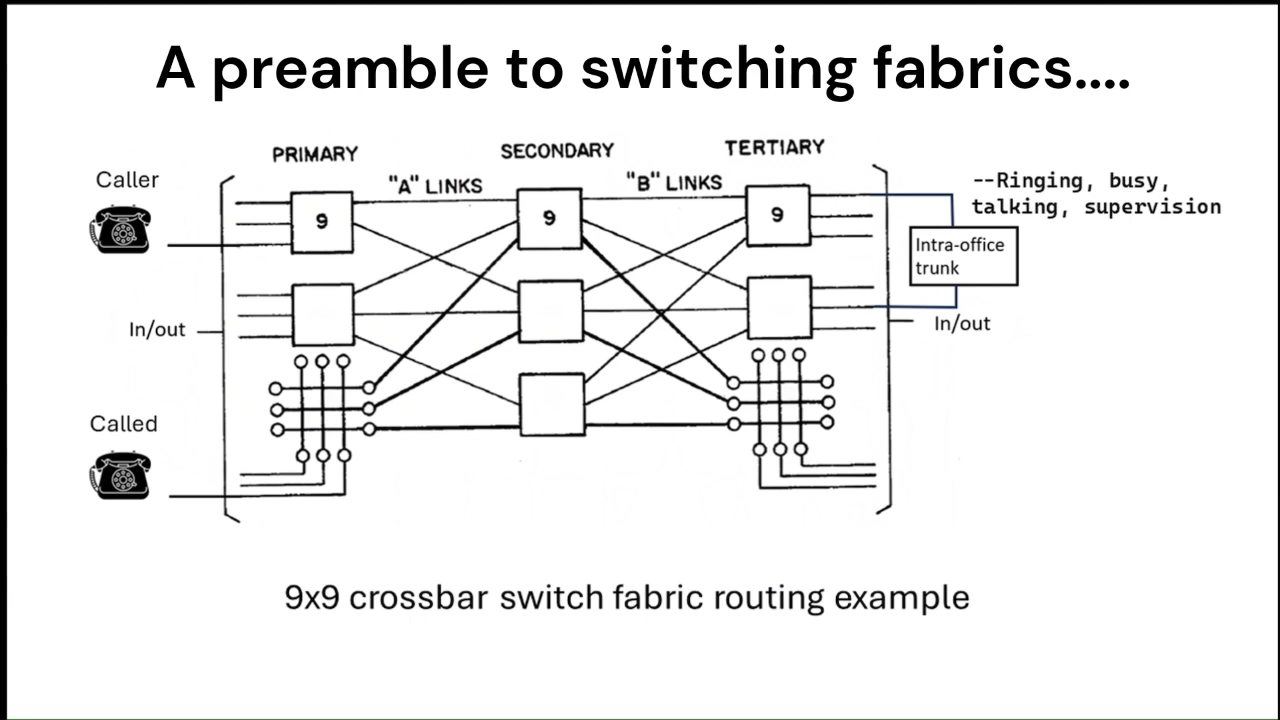 A preamble to switching fabrics....
PRIMARY
SECONDARY
TERTIARY
"A" LINKS
"B" LINKS
Caller
9
9
9
--Ringing, busy,
talking, supervision
Intra-office
trunk
In/out
In/out
Called
9x9 crossbar switch fabric routing example